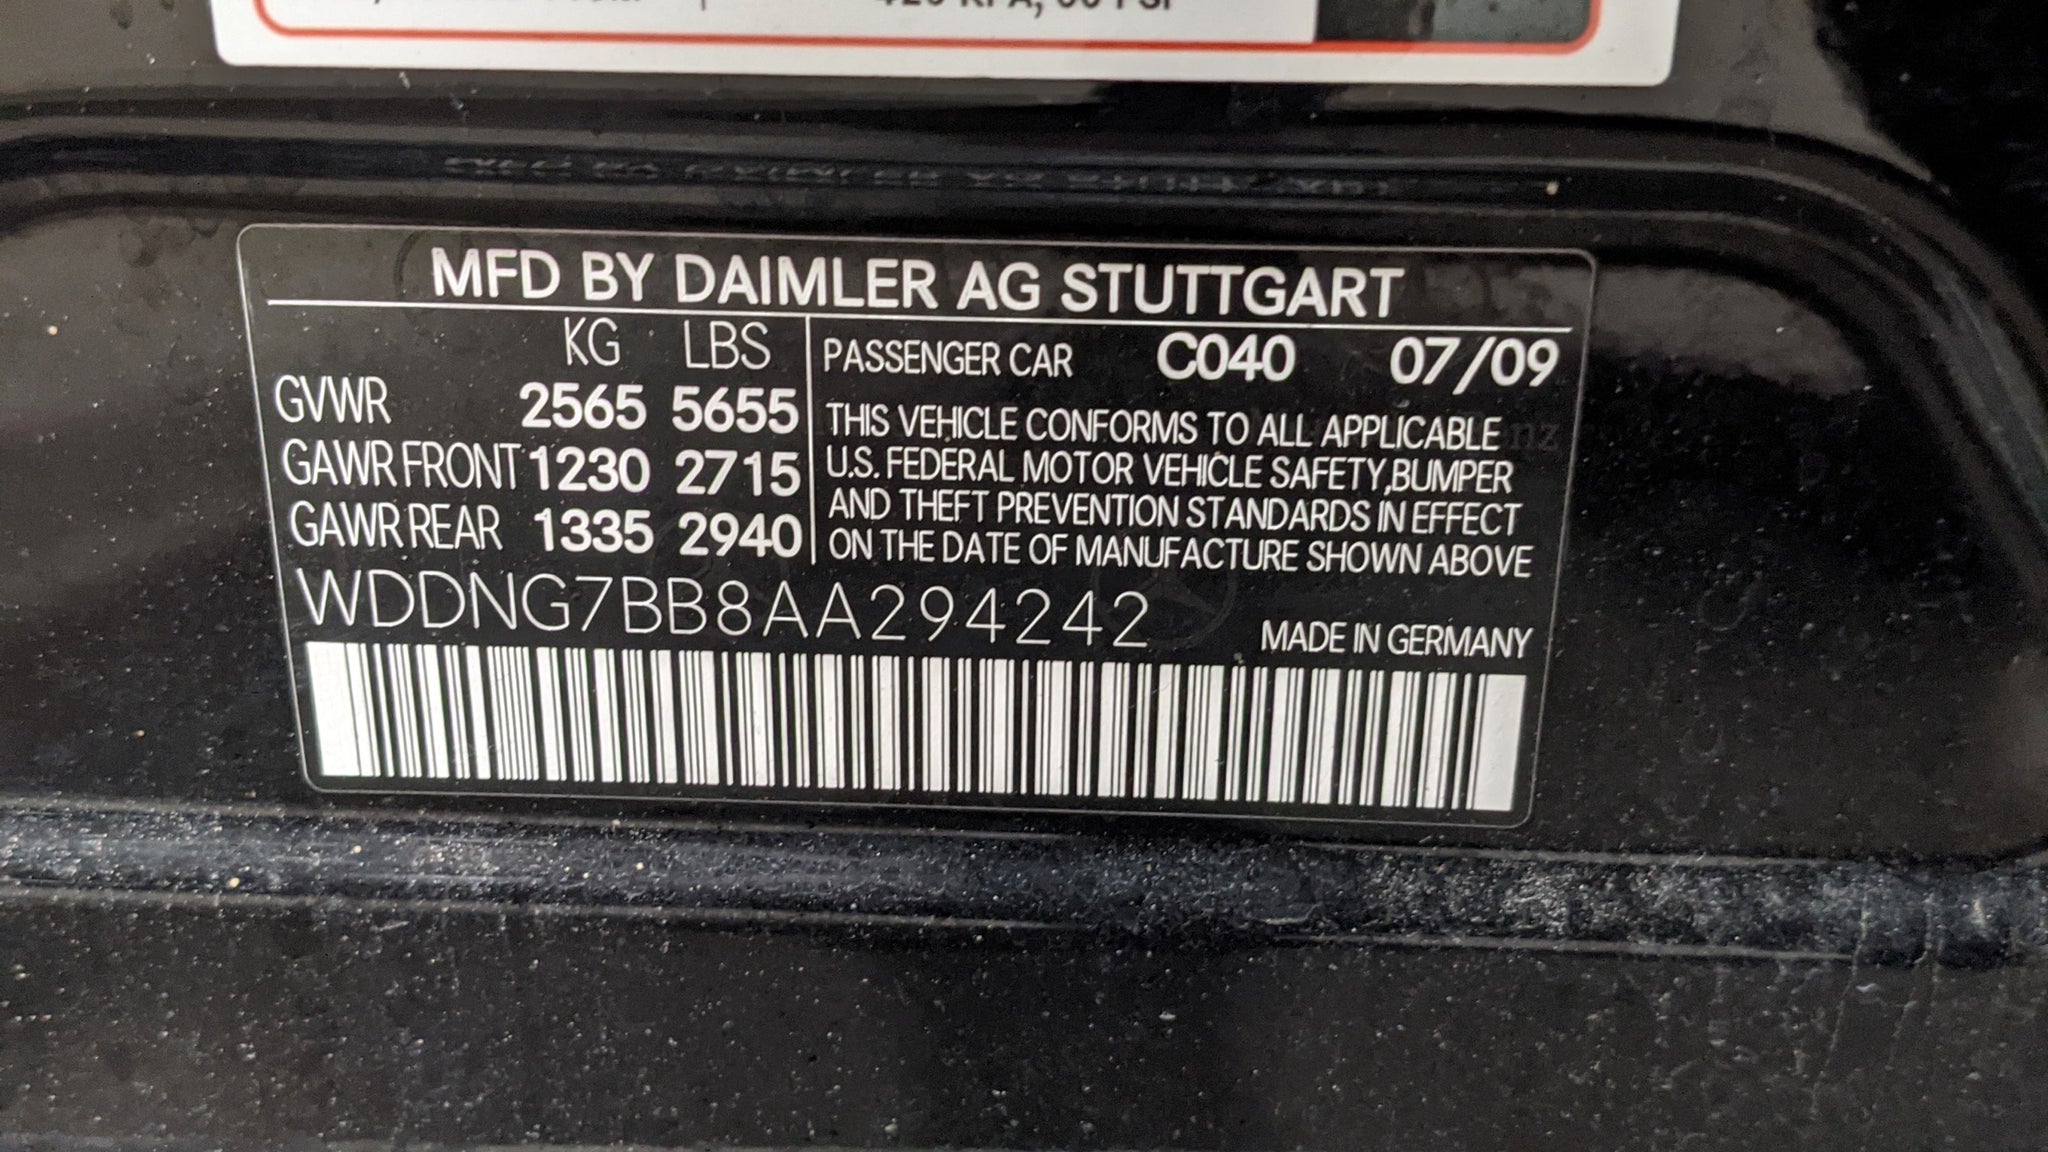 MFD BY DAIMLER AG STUTTGART
KG LBS
GVWR 2565 5655
GAWR FRONT 1230 2715
GAWR REAR 1335 2940
PASSENGER CAR C040 07/09
THIS VEHICLE CONFORMS TO ALL APPLICABLE
U.S. FEDERAL MOTOR VEHICLE SAFETY,BUMPER
AND THEFT PREVENTION STANDARDS IN EFFECT
ON THE DATE OF MANUFACTURE SHOWN ABOVE
WDDNG7BB8AA294242
MADE IN GERMANY